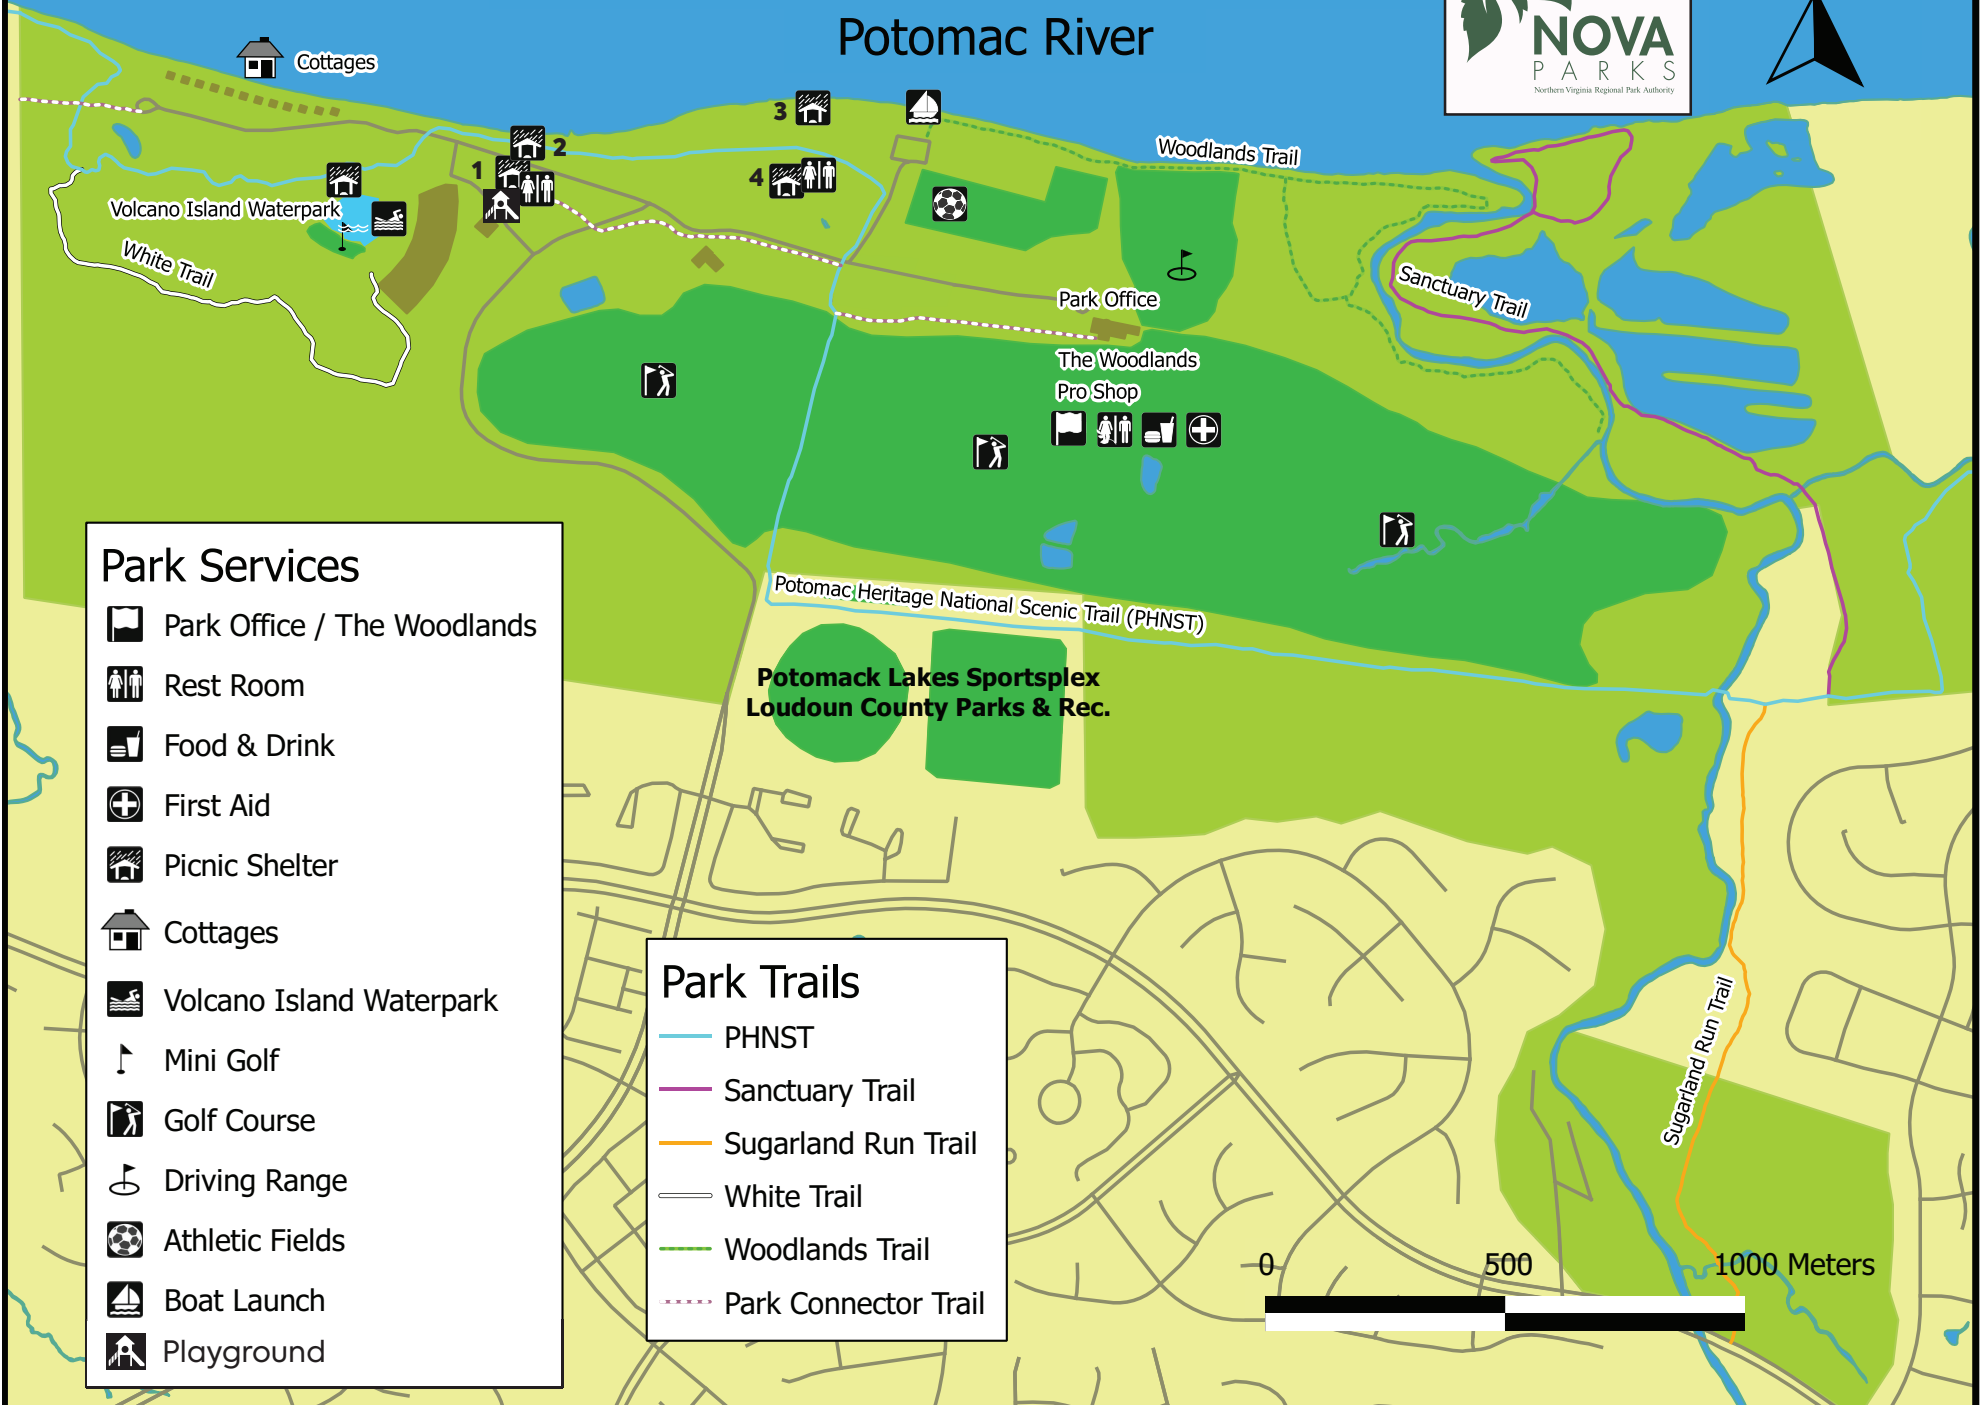 Potomac River
NOVA
PARKS
Northern Virginia Regional Park Authority
Cottages
3
2
1
4
Woodlands Trail
Volcano Island Waterpark
White Trail
Sanctuary Trail
Park Office
The Woodlands
Pro Shop
Potomac Heritage National Scenic Trail (PHNST)
Potomack Lakes Sportsplex
Loudoun County Parks & Rec.
Sugarland Run Trail
Park Services
Park Office / The Woodlands
Rest Room
Food & Drink
First Aid
Picnic Shelter
Cottages
Volcano Island Waterpark
Mini Golf
Golf Course
Driving Range
Athletic Fields
Boat Launch
Playground
Park Trails
PHNST
Sanctuary Trail
Sugarland Run Trail
White Trail
Woodlands Trail
Park Connector Trail
0 500 1000 Meters